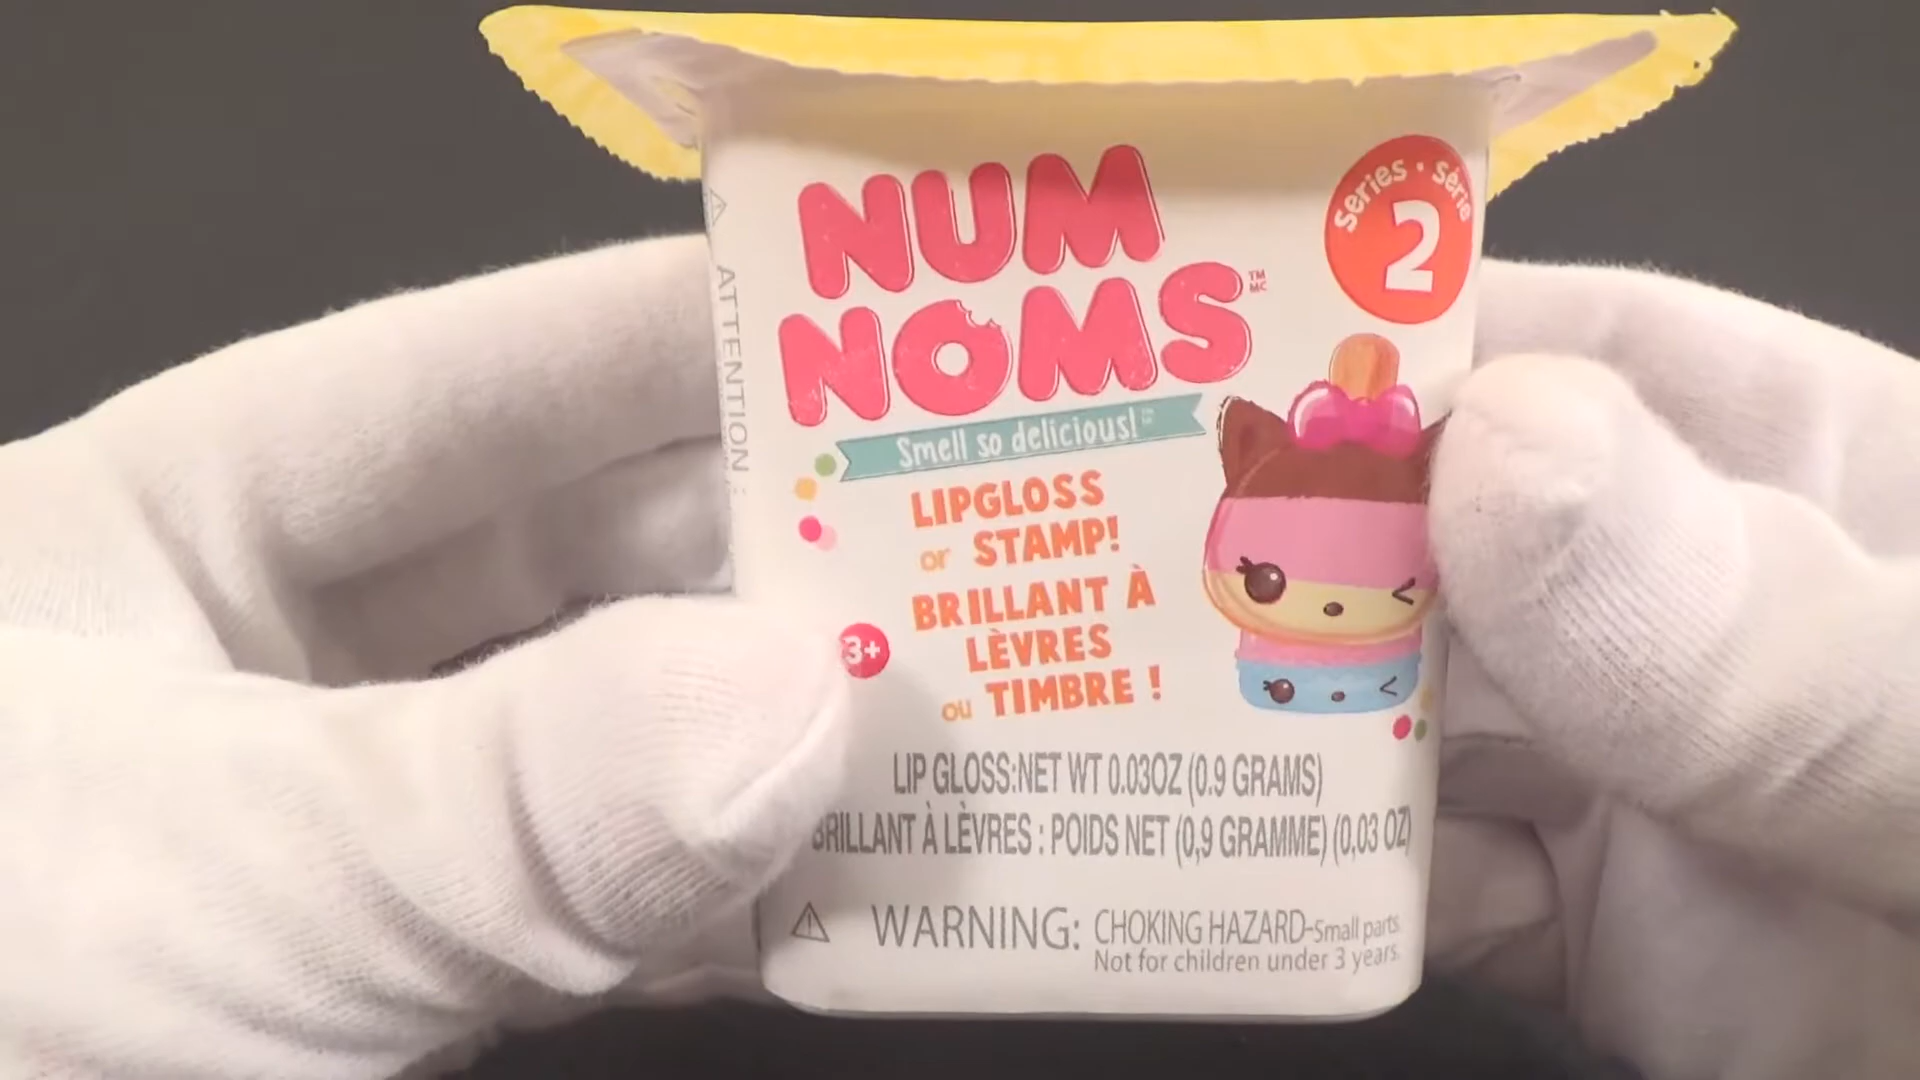 NUM
NOMS
TM
MC
Series · Série
2
Smell so delicious!
LIPGLOSS
or STAMP!
BRILLANT À
LÈVRES
ou TIMBRE !
3+
LIP GLOSS:NET WT 0.03OZ (0.9 GRAMS)
BRILLANT À LÈVRES : POIDS NET (0,9 GRAMME) (0,03 OZ)
WARNING: CHOKING HAZARD-Small parts.
Not for children under 3 years.
ATTENTION :